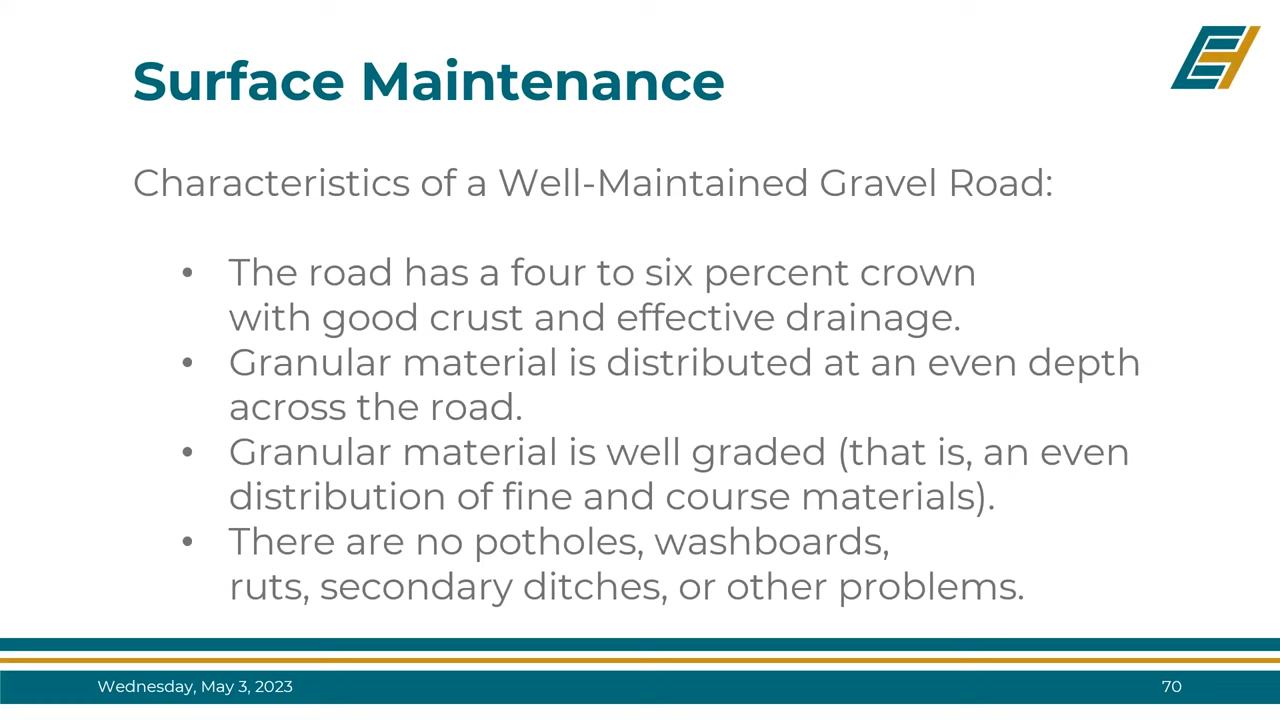 Surface Maintenance
Characteristics of a Well-Maintained Gravel Road:
• The road has a four to six percent crown
with good crust and effective drainage.
• Granular material is distributed at an even depth
across the road.
• Granular material is well graded (that is, an even
distribution of fine and course materials).
• There are no potholes, washboards,
ruts, secondary ditches, or other problems.
Wednesday, May 3, 2023
70